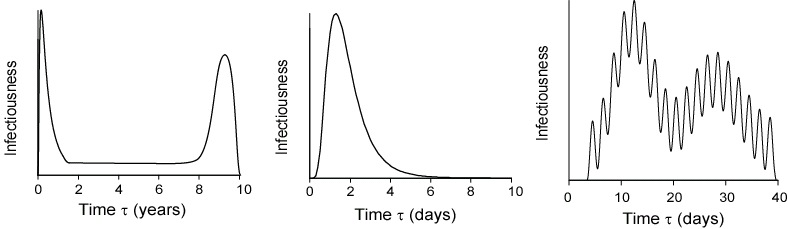 Infectiousness
0 2 4 6 8 10
Time τ (years)
Infectiousness
0 2 4 6 8 10
Time τ (days)
Infectiousness
0 10 20 30 40
Time τ (days)